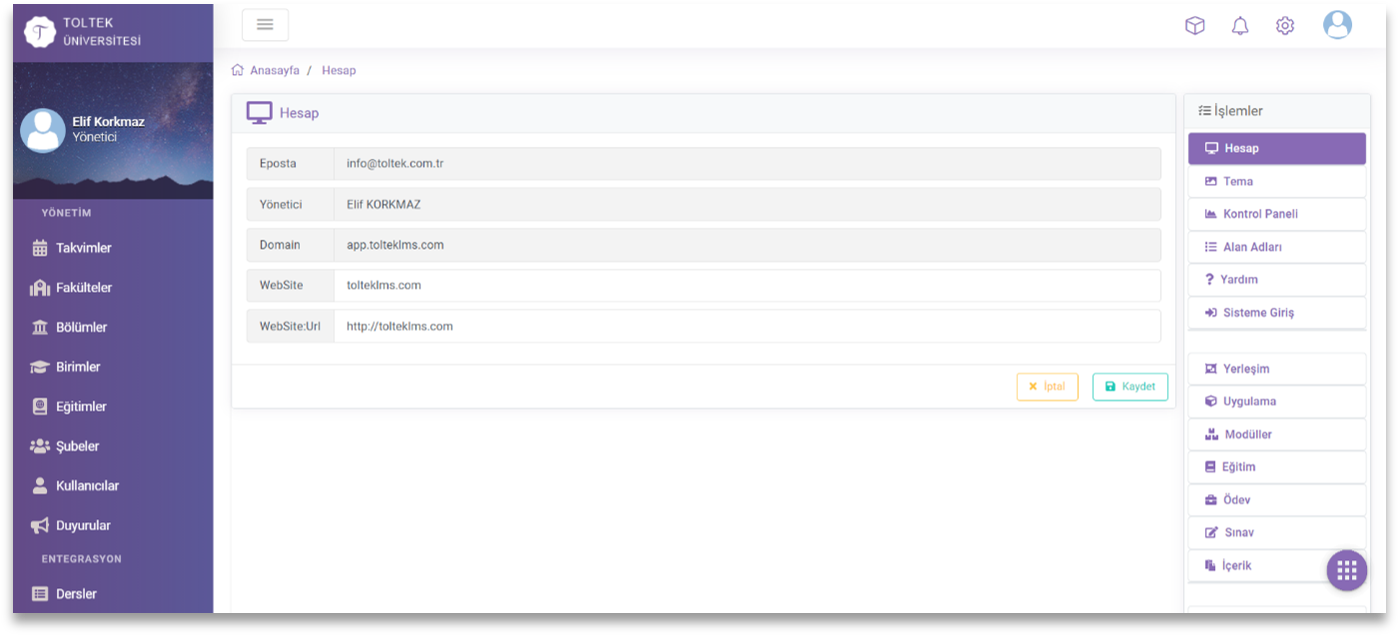 TOLTEK
ÜNİVERSİTESİ
Elif Korkmaz
Yönetici
YÖNETİM
Takvimler
Fakülteler
Bölümler
Birimler
Eğitimler
Şubeler
Kullanıcılar
Duyurular
ENTEGRASYON
Dersler
Anasayfa / Hesap
Hesap
Eposta info@toltek.com.tr
Yönetici Elif KORKMAZ
Domain app.tolteklms.com
WebSite tolteklms.com
WebSite:Url http://tolteklms.com
İptal Kaydet
İşlemler
Hesap
Tema
Kontrol Paneli
Alan Adları
Yardım
Sisteme Giriş
Yerleşim
Uygulama
Modüller
Eğitim
Ödev
Sınav
İçerik